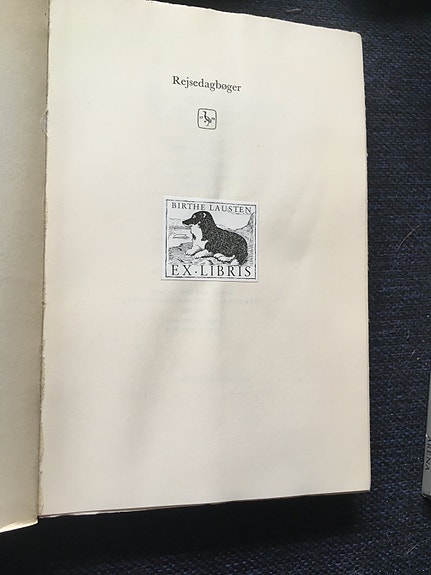 Rejsedagbøger
BIRTHE LAUSTEN
EX·LIBRIS